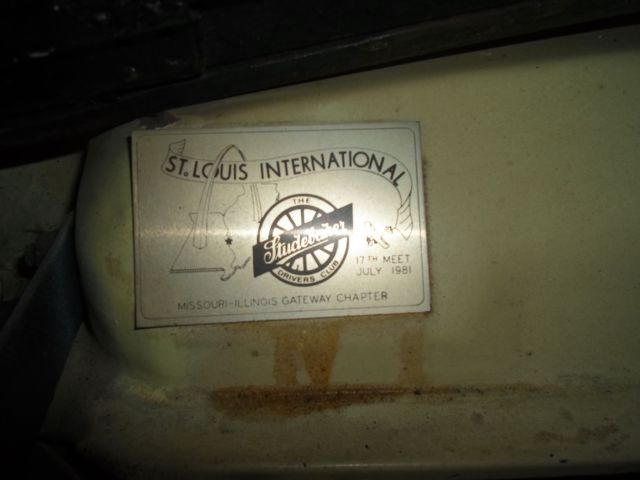 ST. LOUIS INTERNATIONAL
THE
Studebaker
DRIVERS CLUB
17TH MEET
JULY 1981
MISSOURI-ILLINOIS GATEWAY CHAPTER